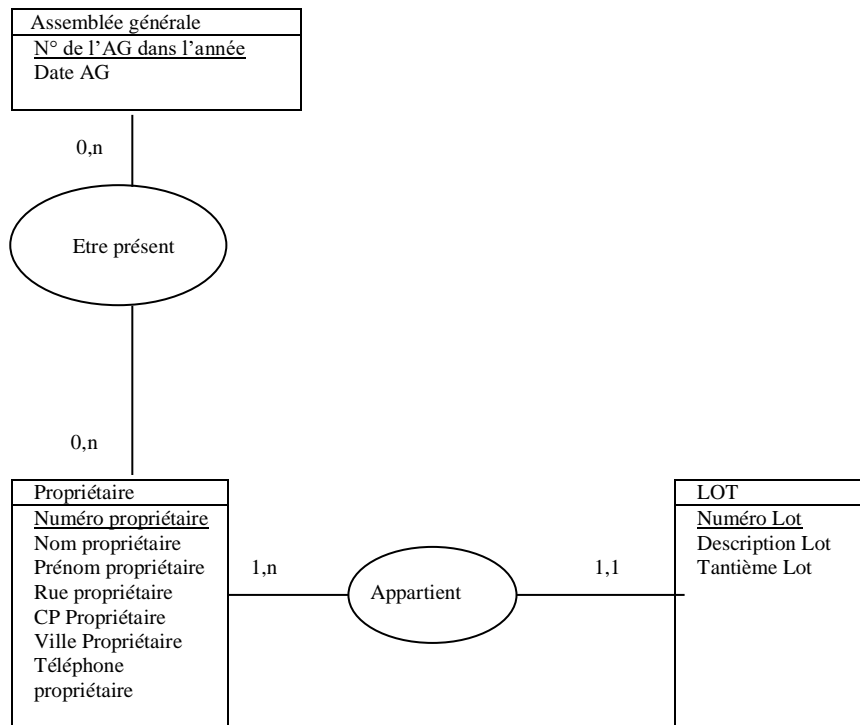 Assemblée générale
N° de l'AG dans l'année
Date AG
0,n
Etre présent
0,n
Propriétaire
Numéro propriétaire
Nom propriétaire
Prénom propriétaire
Rue propriétaire
CP Propriétaire
Ville Propriétaire
Téléphone
propriétaire
1,n
Appartient
1,1
LOT
Numéro Lot
Description Lot
Tantième Lot